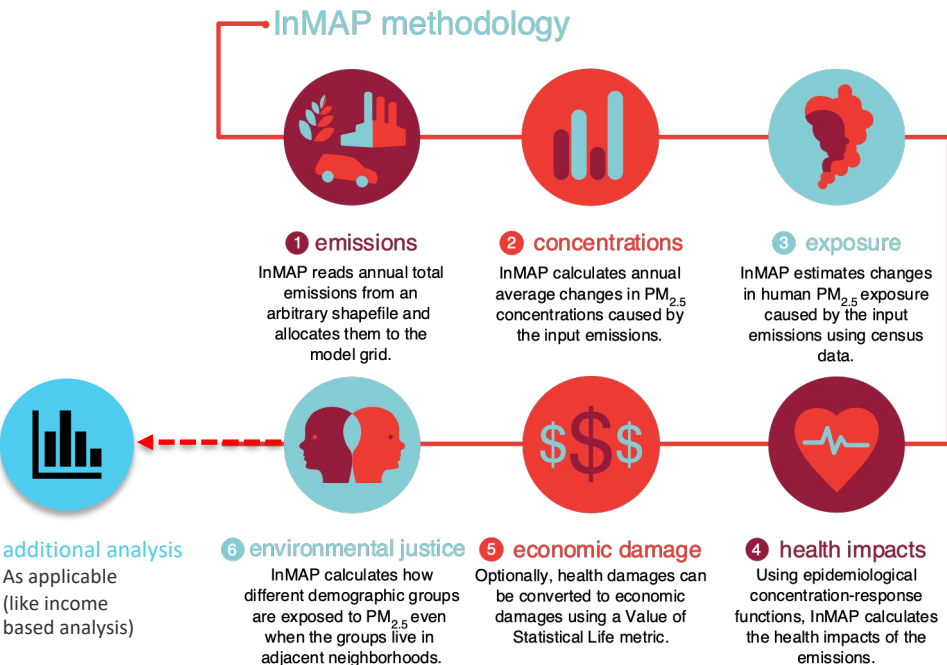 InMAP methodology
1 emissions
InMAP reads annual total
emissions from an
arbitrary shapefile and
allocates them to the
model grid.
2 concentrations
InMAP calculates annual
average changes in PM2.5
concentrations caused by
the input emissions.
3 exposure
InMAP estimates changes
in human PM2.5 exposure
caused by the input
emissions using census
data.
$$$
4 health impacts
Using epidemiological
concentration-response
functions, InMAP calculates
the health impacts of the
emissions.
5 economic damage
Optionally, health damages can
be converted to economic
damages using a Value of
Statistical Life metric.
6 environmental justice
InMAP calculates how
different demographic groups
are exposed to PM2.5 even
when the groups live in
adjacent neighborhoods.
additional analysis
As applicable
(like income
based analysis)